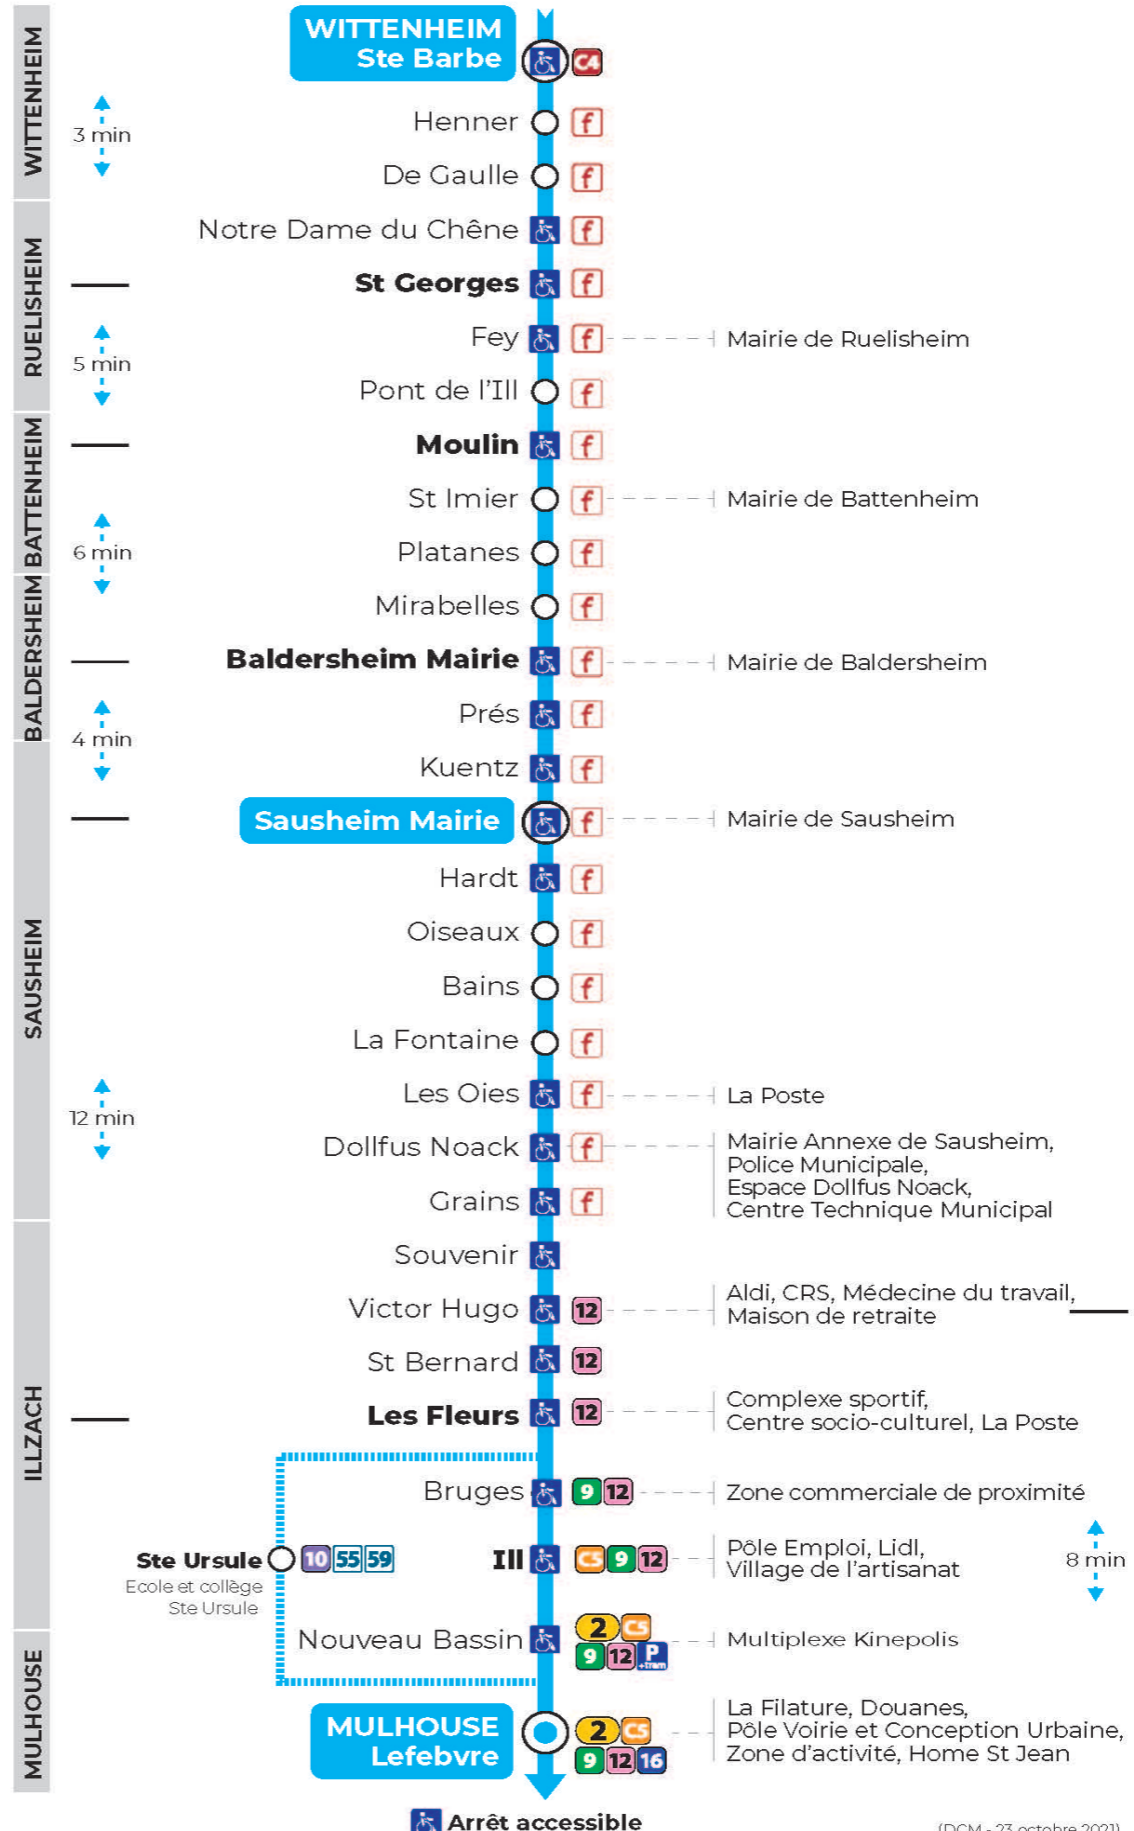 WITTENHEIM
WITTENHEIM
Ste Barbe
C4
3 min
Henner f
De Gaulle f
RUELISHEIM
Notre Dame du Chêne f
St Georges f
Fey f Mairie de Ruelisheim
5 min
Pont de l'Ill f
BATTENHEIM
Moulin f
St Imier f Mairie de Battenheim
6 min
Platanes f
BALDERSHEIM
Mirabelles f
Baldersheim Mairie f Mairie de Baldersheim
Prés f
4 min
SAUSHEIM
Kuentz f
Sausheim Mairie f Mairie de Sausheim
Hardt f
Oiseaux f
Bains f
La Fontaine f
Les Oies f La Poste
12 min
Dollfus Noack f
Mairie Annexe de Sausheim,
Police Municipale,
Espace Dollfus Noack,
Centre Technique Municipal
Grains f
ILLZACH
Souvenir
Victor Hugo 12
Aldi, CRS, Médecine du travail,
Maison de retraite
St Bernard 12
Les Fleurs 12
Complexe sportif,
Centre socio-culturel, La Poste
Bruges 9 12 Zone commerciale de proximité
Ste Ursule 10 55 59
Ecole et collège
Ste Ursule
Ill C5 9 12
Pôle Emploi, Lidl,
Village de l'artisanat
8 min
MULHOUSE
Nouveau Bassin 2 C5
9 12 P +tram
Multiplexe Kinepolis
MULHOUSE
Lefebvre
2 C5
9 12 16
La Filature, Douanes,
Pôle Voirie et Conception Urbaine,
Zone d'activité, Home St Jean
Arrêt accessible
(DCM - 23 octobre 2021)